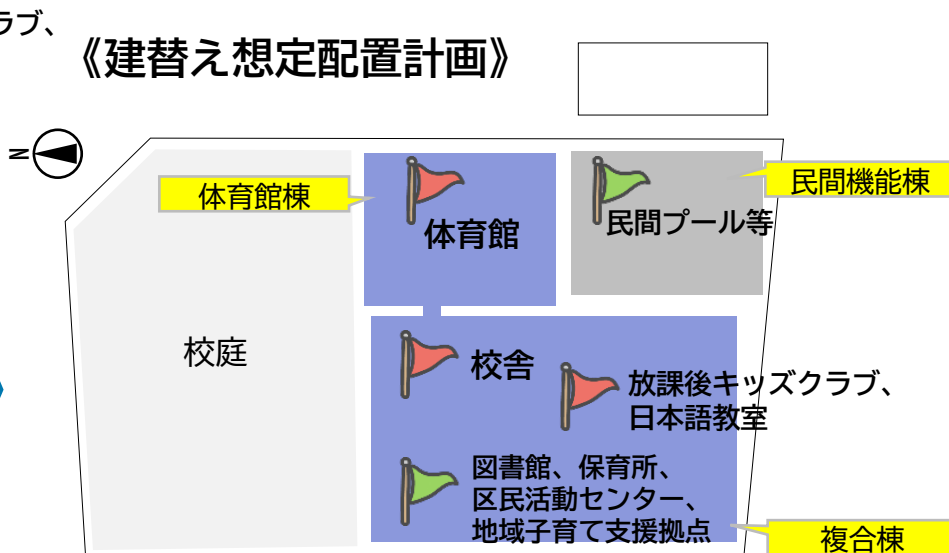 ラブ、
《建替え想定配置計画》
N
体育館棟
民間機能棟
体育館
民間プール等
校庭
校舎
放課後キッズクラブ、
日本語教室
図書館、保育所、
区民活動センター、
地域子育て支援拠点
複合棟